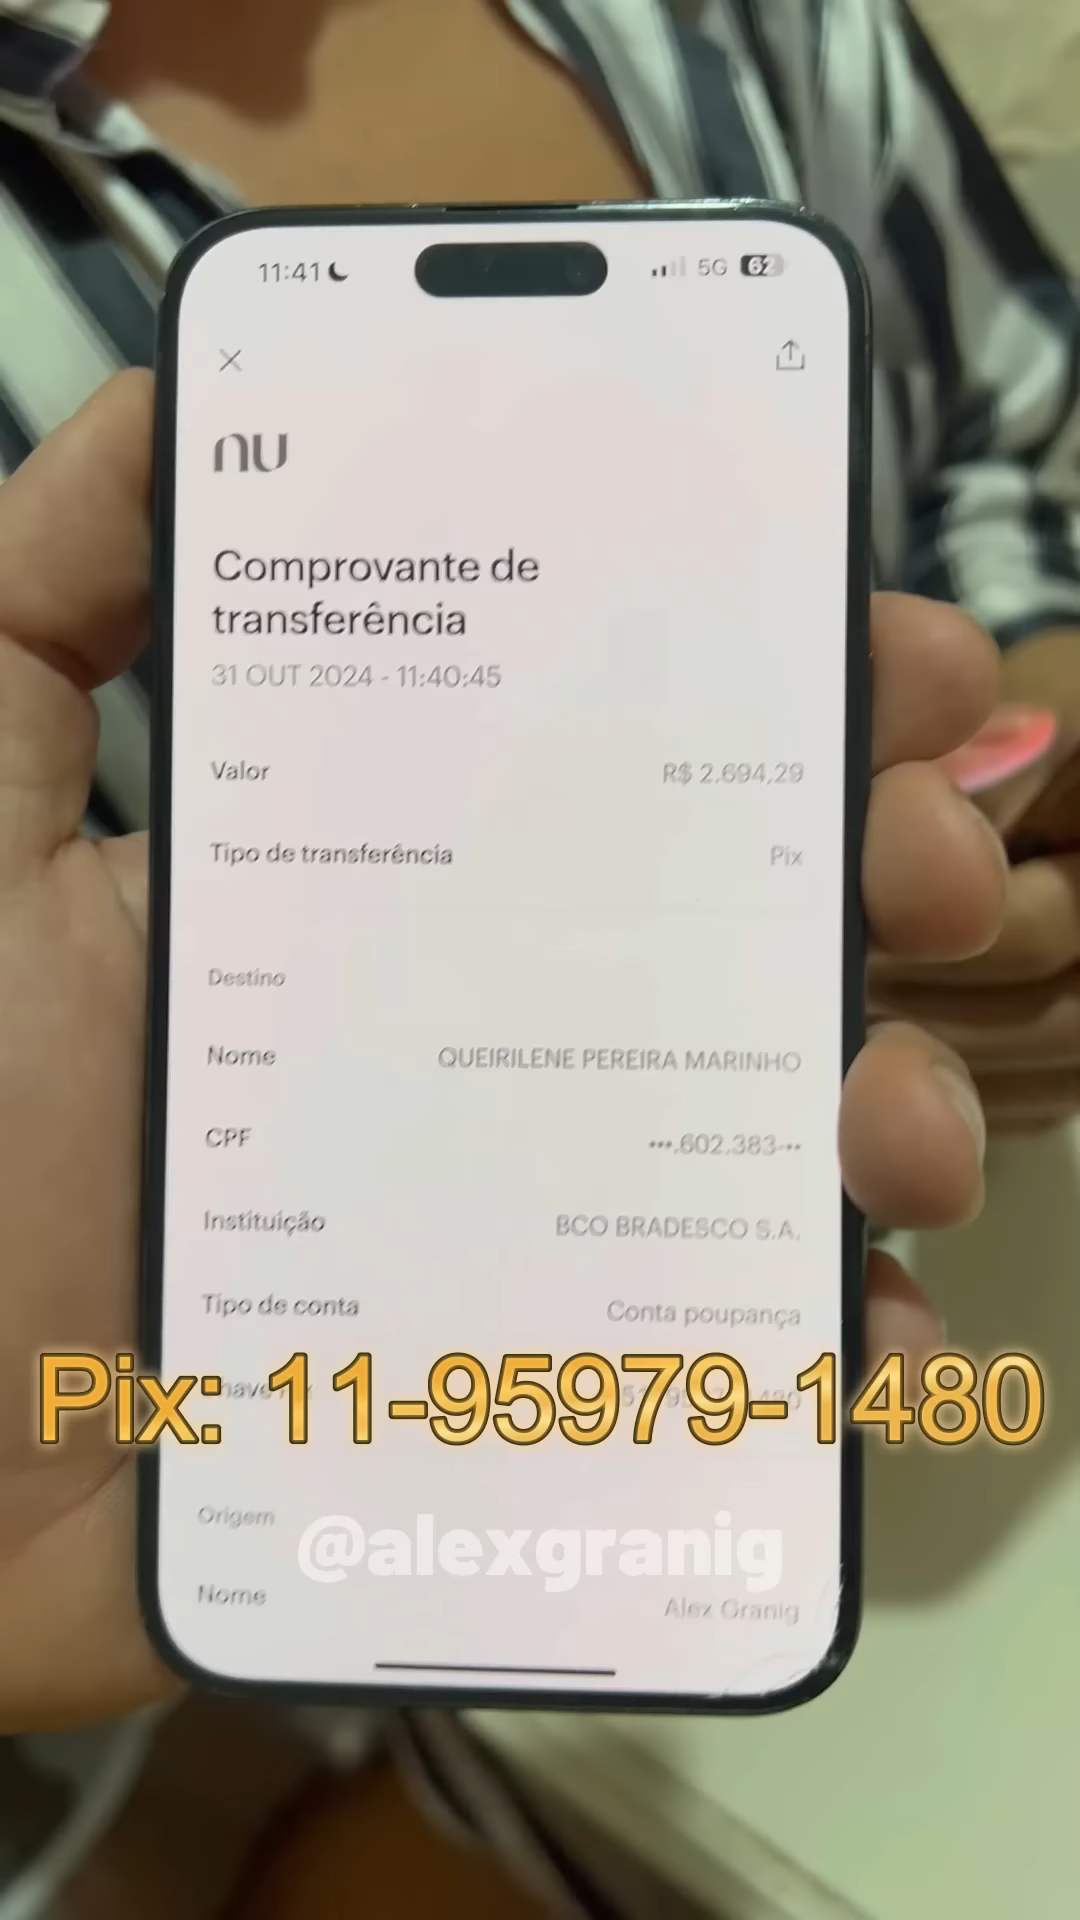 11:41
5G 62
nu
Comprovante de
transferência
31 OUT 2024 - 11:40:45
Valor R$ 2.694,29
Tipo de transferência Pix
Destino
Nome QUEIRILENE PEREIRA MARINHO
CPF •••.602.383-••
Instituição BCO BRADESCO S.A.
Tipo de conta Conta poupança
Pix: 11-95979-1480
Origem
@alexgranig
Nome Alex Granig